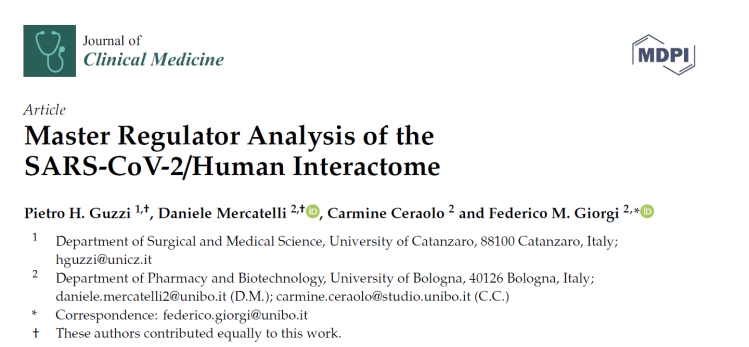 Journal of
Clinical Medicine
MDPI
Article
Master Regulator Analysis of the
SARS-CoV-2/Human Interactome
Pietro H. Guzzi 1,†, Daniele Mercatelli 2,† iD, Carmine Ceraolo 2 and Federico M. Giorgi 2,* iD
1 Department of Surgical and Medical Science, University of Catanzaro, 88100 Catanzaro, Italy;
hguzzi@unicz.it
2 Department of Pharmacy and Biotechnology, University of Bologna, 40126 Bologna, Italy;
daniele.mercatelli2@unibo.it (D.M.); carmine.ceraolo@studio.unibo.it (C.C.)
* Correspondence: federico.giorgi@unibo.it
† These authors contributed equally to this work.